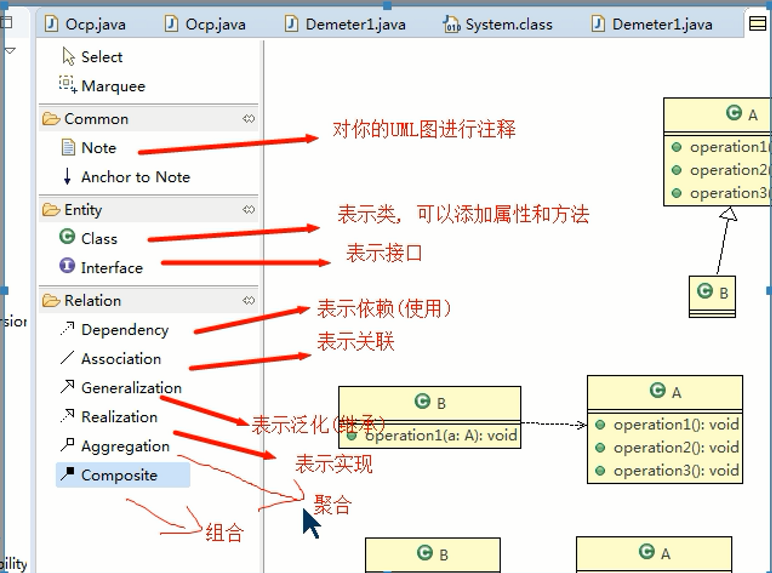 Ocp.java
Ocp.java
Demeter1.java
System.class
Demeter1.java
Select
Marquee
Common
Note
对你的UML图进行注释
Anchor to Note
Entity
Class
表示类, 可以添加属性和方法
Interface
表示接口
Relation
Dependency
表示依赖(使用)
Association
表示关联
Generalization
表示泛化(继承)
Realization
表示实现
Aggregation
聚合
Composite
组合
A
operation1(
operation2(
operation3(
B
B
operation1(a: A): void
A
operation1(): void
operation2(): void
operation3(): void
B
A